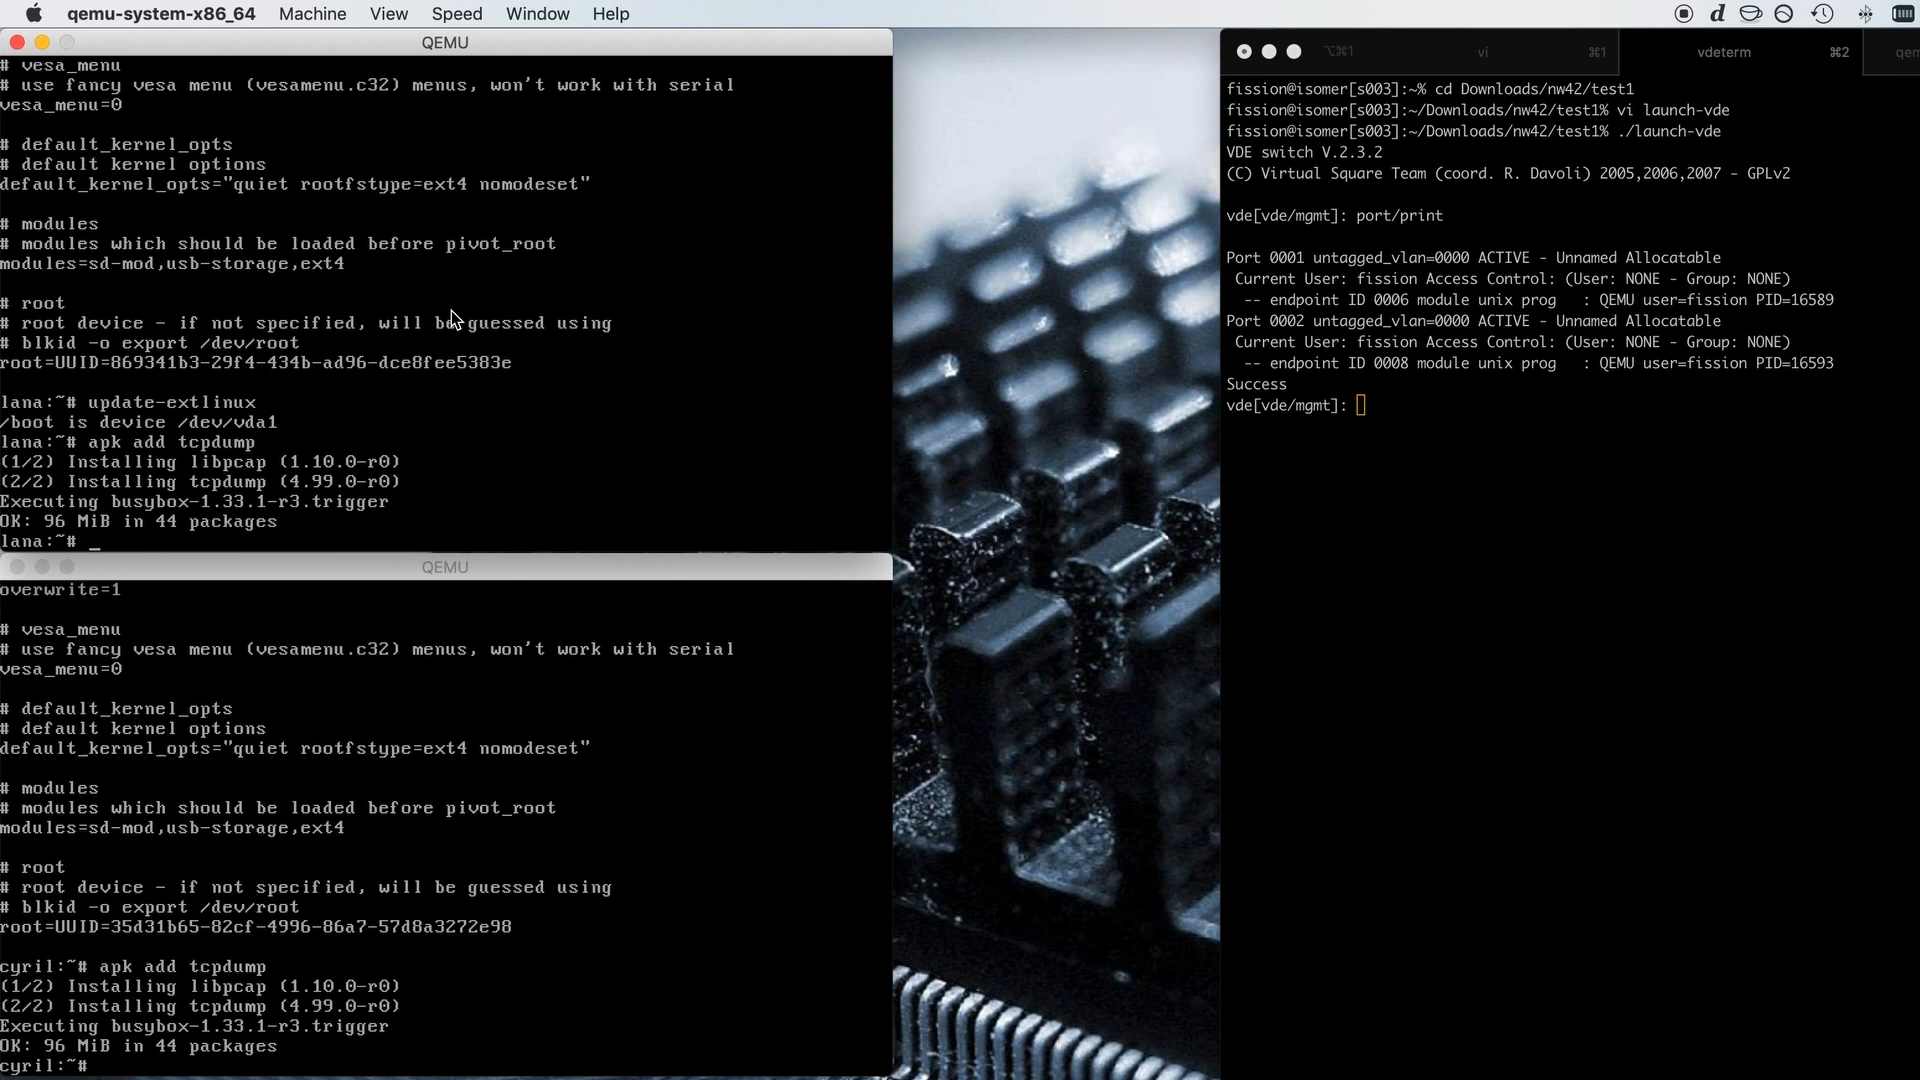 qemu-system-x86_64 Machine View Speed Window Help
QEMU
# vesa_menu
# use fancy vesa menu (vesamenu.c32) menus, won't work with serial
vesa_menu=0
# default_kernel_opts
# default kernel options
default_kernel_opts="quiet rootfstype=ext4 nomodeset"
# modules
# modules which should be loaded before pivot_root
modules=sd-mod,usb-storage,ext4
# root
# root device - if not specified, will be guessed using
# blkid -o export /dev/root
root=UUID=869341b3-29f4-434b-ad96-dce8fee5383e
lana:~# update-extlinux
/boot is device /dev/vda1
lana:~# apk add tcpdump
(1/2) Installing libpcap (1.10.0-r0)
(2/2) Installing tcpdump (4.99.0-r0)
Executing busybox-1.33.1-r3.trigger
OK: 96 MiB in 44 packages
lana:~# _
QEMU
overwrite=1
# vesa_menu
# use fancy vesa menu (vesamenu.c32) menus, won't work with serial
vesa_menu=0
# default_kernel_opts
# default kernel options
default_kernel_opts="quiet rootfstype=ext4 nomodeset"
# modules
# modules which should be loaded before pivot_root
modules=sd-mod,usb-storage,ext4
# root
# root device - if not specified, will be guessed using
# blkid -o export /dev/root
root=UUID=35d31b65-82cf-4996-86a7-57d8a3272e98
cyril:~# apk add tcpdump
(1/2) Installing libpcap (1.10.0-r0)
(2/2) Installing tcpdump (4.99.0-r0)
Executing busybox-1.33.1-r3.trigger
OK: 96 MiB in 44 packages
cyril:~#
⌥⌘1 vi ⌘1 vdeterm ⌘2 qem
fission@isomer[s003]:~% cd Downloads/nw42/test1
fission@isomer[s003]:~/Downloads/nw42/test1% vi launch-vde
fission@isomer[s003]:~/Downloads/nw42/test1% ./launch-vde
VDE switch V.2.3.2
(C) Virtual Square Team (coord. R. Davoli) 2005,2006,2007 - GPLv2
vde[vde/mgmt]: port/print
Port 0001 untagged_vlan=0000 ACTIVE - Unnamed Allocatable
Current User: fission Access Control: (User: NONE - Group: NONE)
-- endpoint ID 0006 module unix prog : QEMU user=fission PID=16589
Port 0002 untagged_vlan=0000 ACTIVE - Unnamed Allocatable
Current User: fission Access Control: (User: NONE - Group: NONE)
-- endpoint ID 0008 module unix prog : QEMU user=fission PID=16593
Success
vde[vde/mgmt]: